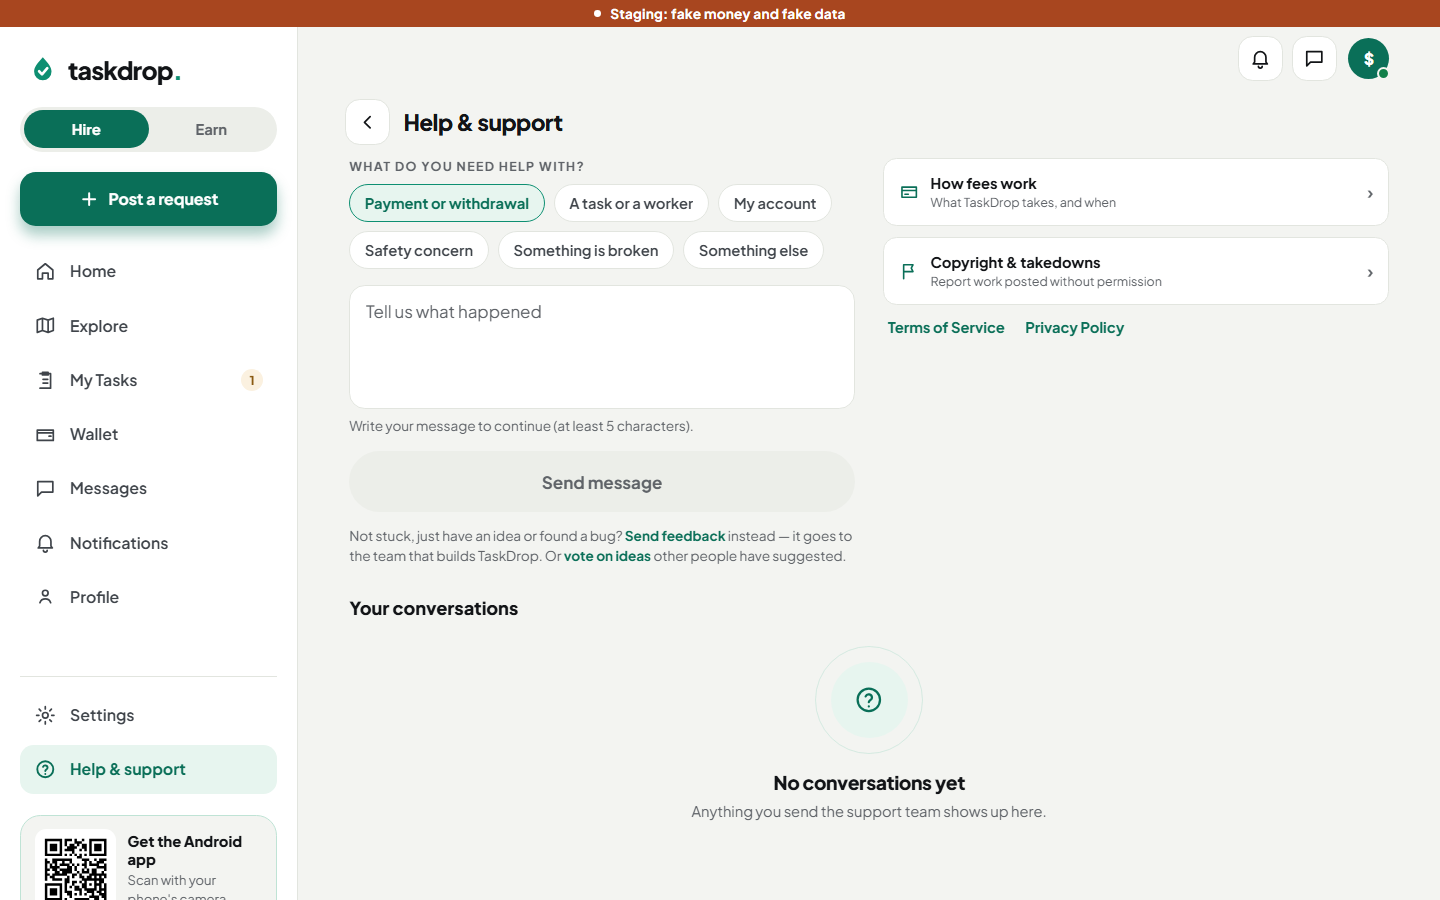 Staging: fake money and fake data
taskdrop.
Hire
Earn
Post a request
Home
Explore
My Tasks
1
Wallet
Messages
Notifications
Profile
Settings
Help & support
Get the Android
app
Scan with your
phone's camera
$
Help & support
WHAT DO YOU NEED HELP WITH?
Payment or withdrawal
A task or a worker
My account
Safety concern
Something is broken
Something else
Tell us what happened
Write your message to continue (at least 5 characters).
Send message
Not stuck, just have an idea or found a bug? Send feedback instead — it goes to
the team that builds TaskDrop. Or vote on ideas other people have suggested.
How fees work
What TaskDrop takes, and when
Copyright & takedowns
Report work posted without permission
Terms of Service
Privacy Policy
Your conversations
No conversations yet
Anything you send the support team shows up here.